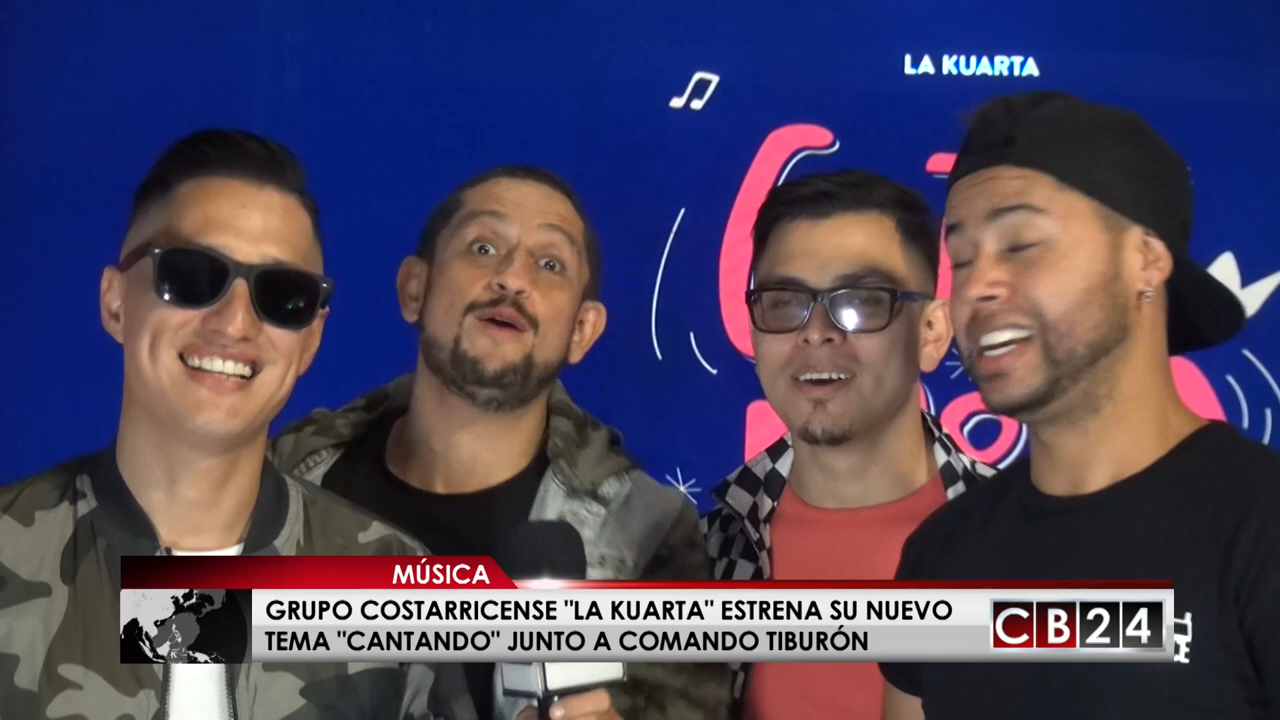 LA KUARTA
MÚSICA
GRUPO COSTARRICENSE "LA KUARTA" ESTRENA SU NUEVO
TEMA "CANTANDO" JUNTO A COMANDO TIBURÓN
CB24